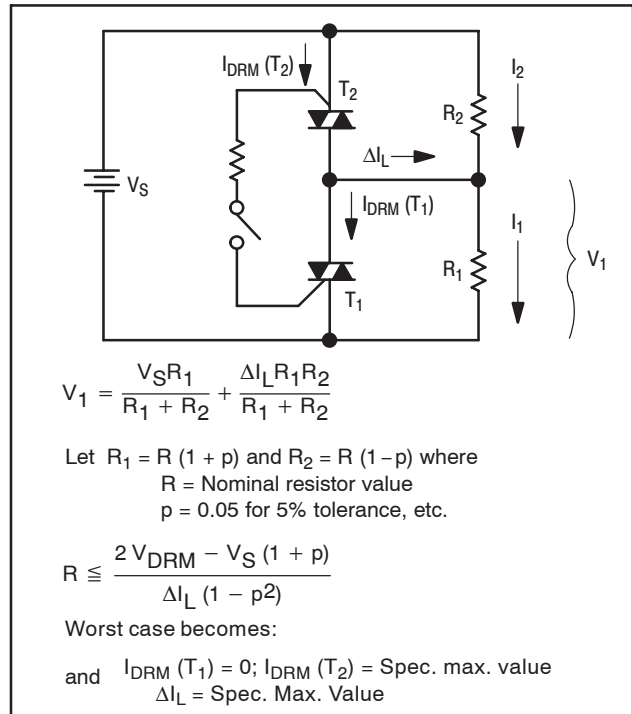 I_DRM (T_2)
T_2
I_2
R_2
ΔI_L
V_S
I_DRM (T_1)
I_1
R_1
V_1
T_1
V_1 = V_S R_1 / (R_1 + R_2) + ΔI_L R_1 R_2 / (R_1 + R_2)
Let R_1 = R (1 + p) and R_2 = R (1 − p) where
R = Nominal resistor value
p = 0.05 for 5% tolerance, etc.
R ≦ (2 V_DRM − V_S (1 + p)) / (ΔI_L (1 − p^2))
Worst case becomes:
and I_DRM (T_1) = 0; I_DRM (T_2) = Spec. max. value
ΔI_L = Spec. Max. Value